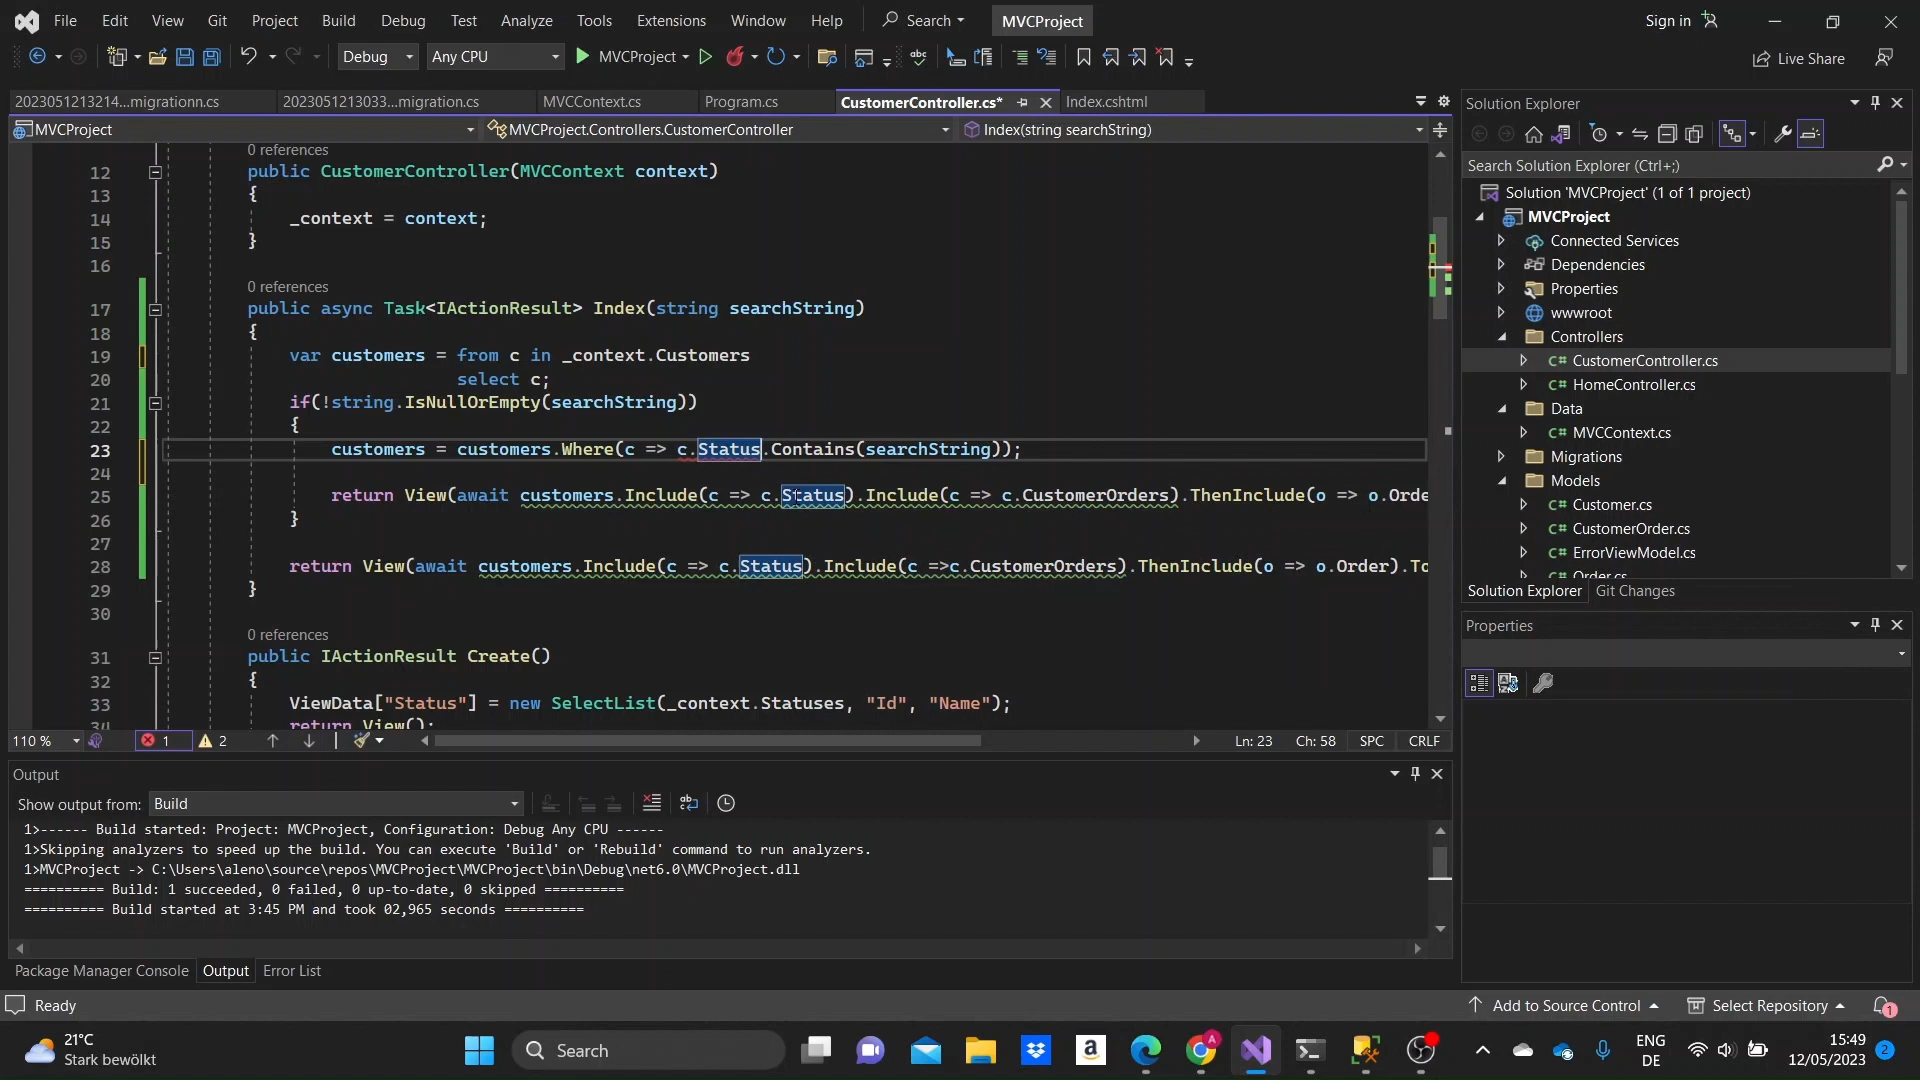 File Edit View Git Project Build Debug Test Analyze Tools Extensions Window Help Search MVCProject Sign in
Debug Any CPU MVCProject Live Share
2023051213214...migrationn.cs 2023051213033...migration.cs MVCContext.cs Program.cs CustomerController.cs* Index.cshtml
MVCProject MVCProject.Controllers.CustomerController Index(string searchString)
0 references
12 public CustomerController(MVCContext context)
13 {
14 _context = context;
15 }
16
0 references
17 public async Task<IActionResult> Index(string searchString)
18 {
19 var customers = from c in _context.Customers
20 select c;
21 if(!string.IsNullOrEmpty(searchString))
22 {
23 customers = customers.Where(c => c.Status.Contains(searchString));
24
25 return View(await customers.Include(c => c.Status).Include(c => c.CustomerOrders).ThenInclude(o => o.Orde
26 }
27
28 return View(await customers.Include(c => c.Status).Include(c =>c.CustomerOrders).ThenInclude(o => o.Order).To
29 }
30
0 references
31 public IActionResult Create()
32 {
33 ViewData["Status"] = new SelectList(_context.Statuses, "Id", "Name");
34 return View();
110 % 1 2 Ln: 23 Ch: 58 SPC CRLF
Solution Explorer
Search Solution Explorer (Ctrl+;)
Solution 'MVCProject' (1 of 1 project)
MVCProject
Connected Services
Dependencies
Properties
wwwroot
Controllers
C# CustomerController.cs
C# HomeController.cs
Data
C# MVCContext.cs
Migrations
Models
C# Customer.cs
C# CustomerOrder.cs
C# ErrorViewModel.cs
C# Order.cs
Solution Explorer Git Changes
Properties
Output
Show output from: Build
1>------ Build started: Project: MVCProject, Configuration: Debug Any CPU ------
1>Skipping analyzers to speed up the build. You can execute 'Build' or 'Rebuild' command to run analyzers.
1>MVCProject -> C:\Users\aleno\source\repos\MVCProject\MVCProject\bin\Debug\net6.0\MVCProject.dll
========== Build: 1 succeeded, 0 failed, 0 up-to-date, 0 skipped ==========
========== Build started at 3:45 PM and took 02,965 seconds ==========
Package Manager Console Output Error List
Ready Add to Source Control Select Repository 1
21°C
Stark bewölkt
Search
ENG
DE
15:49
12/05/2023
2